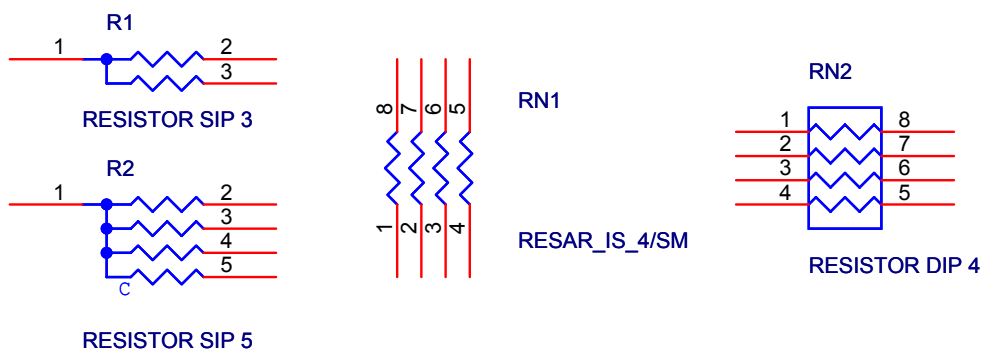 R1
1
2
3
RESISTOR SIP 3
R2
1
2
3
4
5
C
RESISTOR SIP 5
8 7 6 5
RN1
1 2 3 4
RESAR_IS_4/SM
RN2
1 8
2 7
3 6
4 5
RESISTOR DIP 4